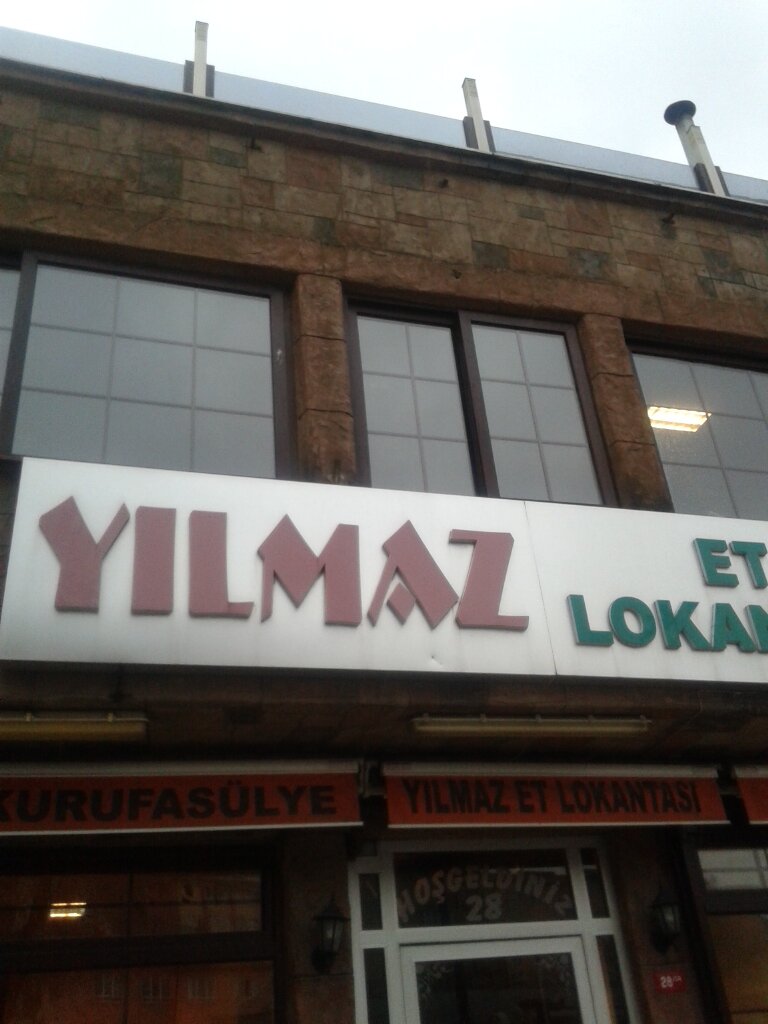 YILMAZ
ET
LOKAN
KURUFASÜLYE
YILMAZ ET LOKANTASI
HOŞGELDİNİZ
28